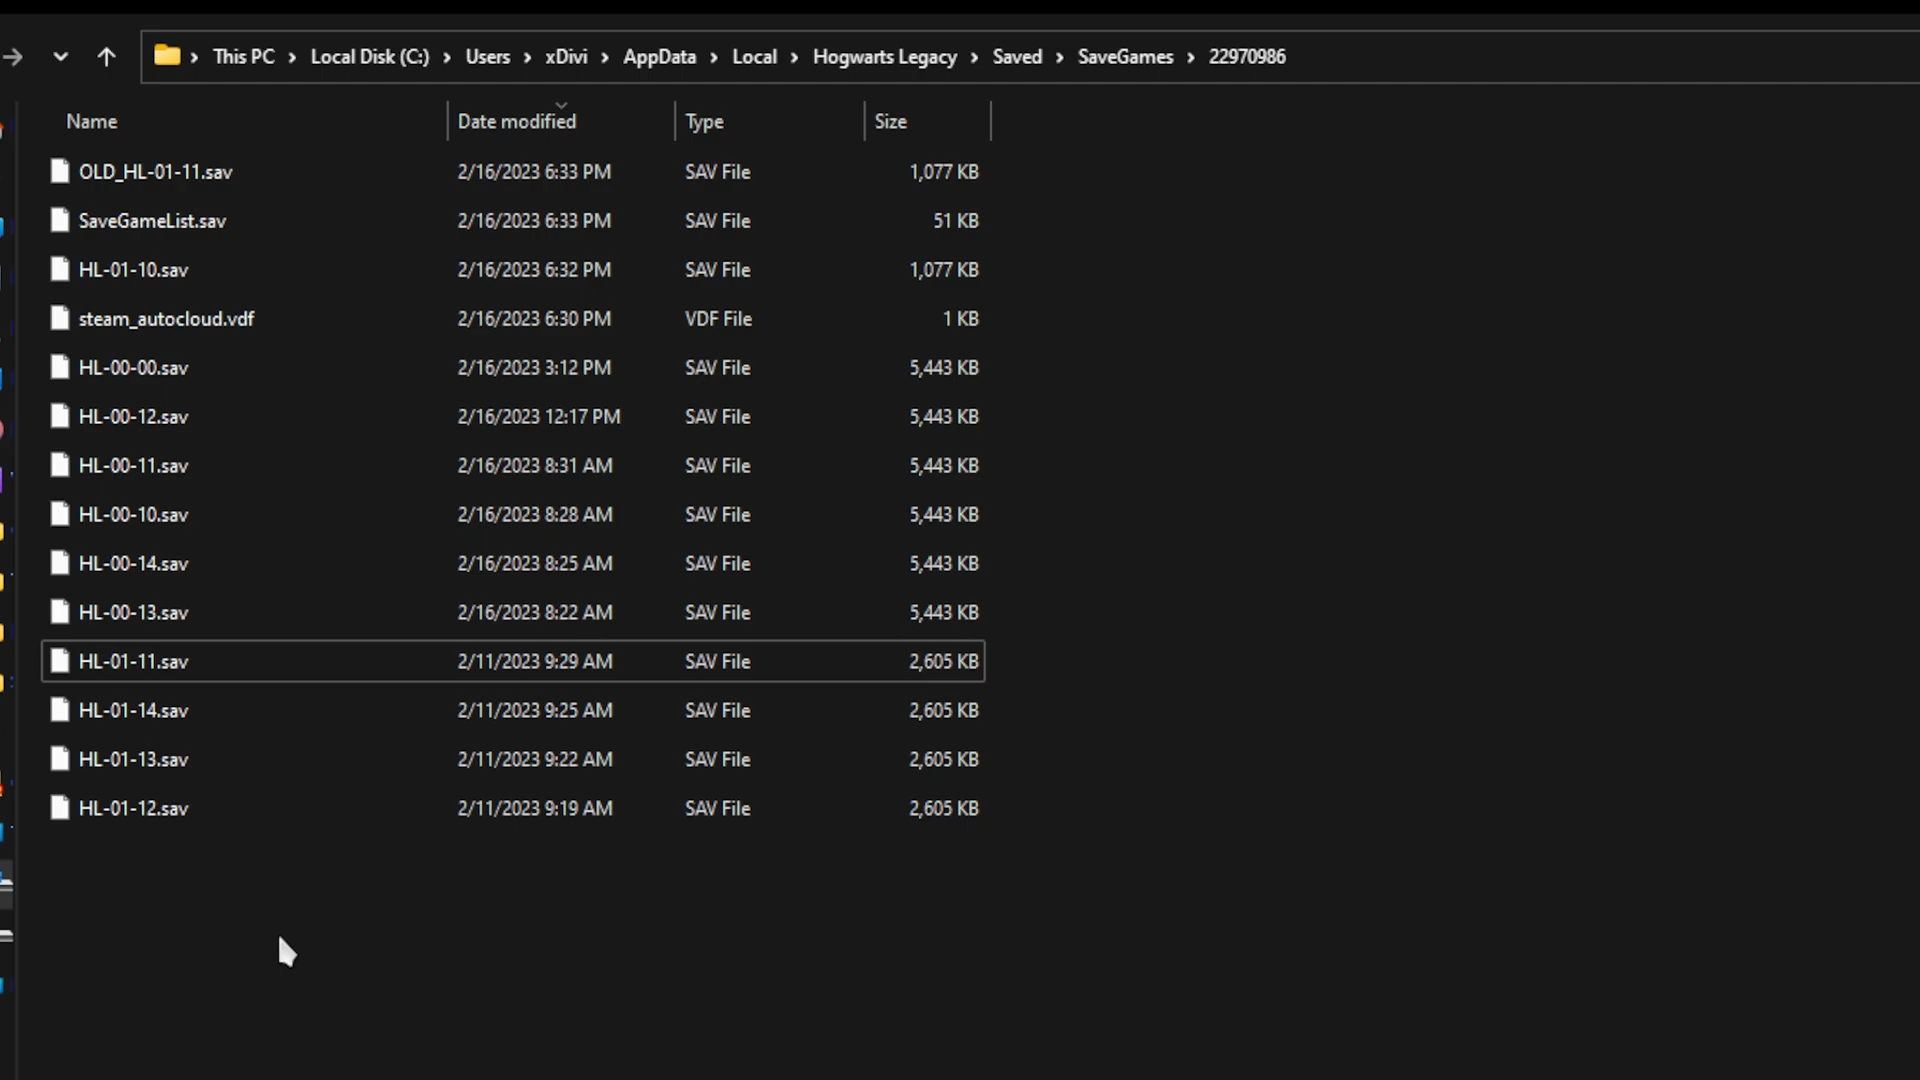 This PC > Local Disk (C:) > Users > xDivi > AppData > Local > Hogwarts Legacy > Saved > SaveGames > 22970986
Name Date modified Type Size
OLD_HL-01-11.sav 2/16/2023 6:33 PM SAV File 1,077 KB
SaveGameList.sav 2/16/2023 6:33 PM SAV File 51 KB
HL-01-10.sav 2/16/2023 6:32 PM SAV File 1,077 KB
steam_autocloud.vdf 2/16/2023 6:30 PM VDF File 1 KB
HL-00-00.sav 2/16/2023 3:12 PM SAV File 5,443 KB
HL-00-12.sav 2/16/2023 12:17 PM SAV File 5,443 KB
HL-00-11.sav 2/16/2023 8:31 AM SAV File 5,443 KB
HL-00-10.sav 2/16/2023 8:28 AM SAV File 5,443 KB
HL-00-14.sav 2/16/2023 8:25 AM SAV File 5,443 KB
HL-00-13.sav 2/16/2023 8:22 AM SAV File 5,443 KB
HL-01-11.sav 2/11/2023 9:29 AM SAV File 2,605 KB
HL-01-14.sav 2/11/2023 9:25 AM SAV File 2,605 KB
HL-01-13.sav 2/11/2023 9:22 AM SAV File 2,605 KB
HL-01-12.sav 2/11/2023 9:19 AM SAV File 2,605 KB